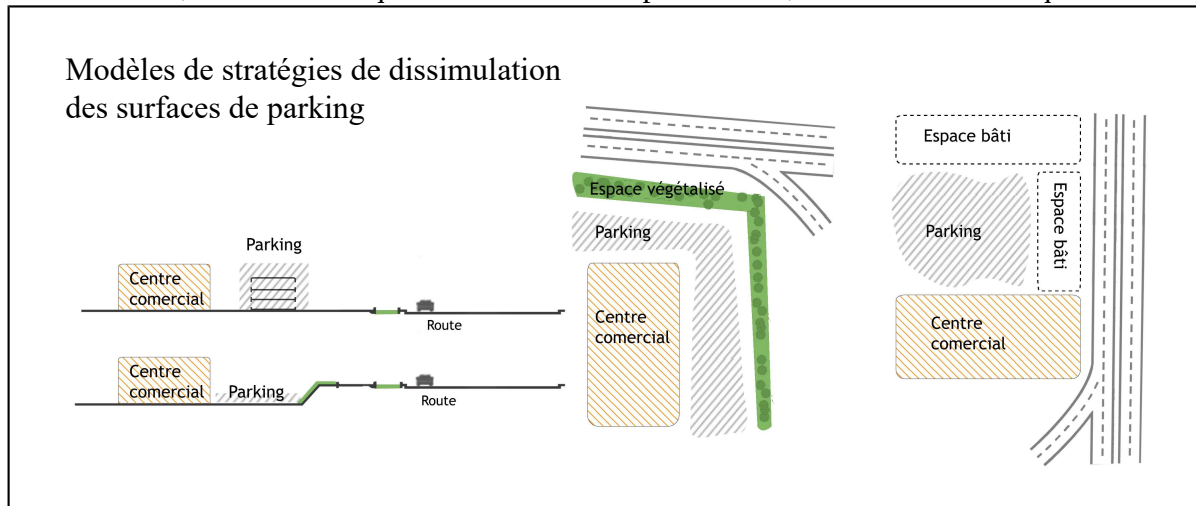 Modèles de stratégies de dissimulation
des surfaces de parking
Parking
Centre
comercial
Route
Centre
comercial
Parking
Route
Espace végétalisé
Parking
Centre
comercial
Espace bâti
Espace bâti
Parking
Centre
comercial